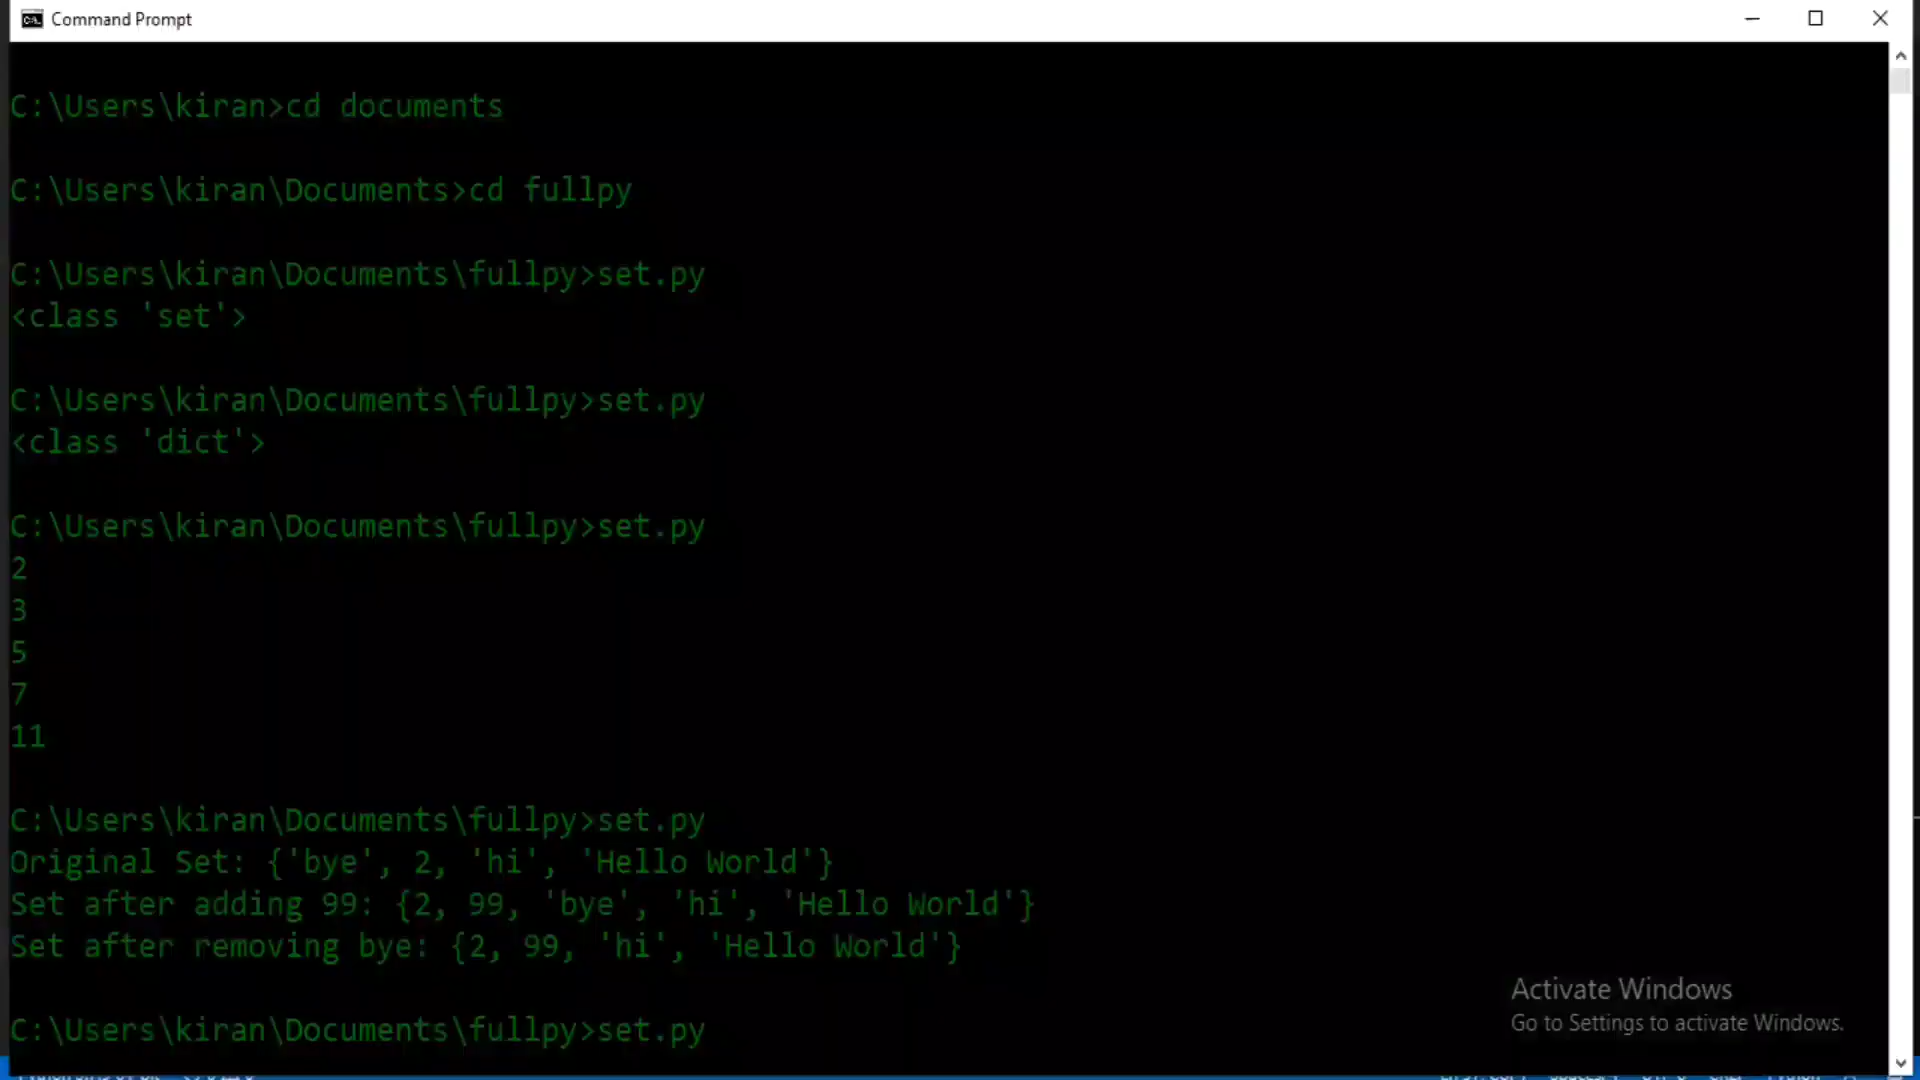 Command Prompt
C:\Users\kiran>cd documents
C:\Users\kiran\Documents>cd fullpy
C:\Users\kiran\Documents\fullpy>set.py
<class 'set'>
C:\Users\kiran\Documents\fullpy>set.py
<class 'dict'>
C:\Users\kiran\Documents\fullpy>set.py
2
3
5
7
11
C:\Users\kiran\Documents\fullpy>set.py
Original Set: {'bye', 2, 'hi', 'Hello World'}
Set after adding 99: {2, 99, 'bye', 'hi', 'Hello World'}
Set after removing bye: {2, 99, 'hi', 'Hello World'}
C:\Users\kiran\Documents\fullpy>set.py
Activate Windows
Go to Settings to activate Windows.